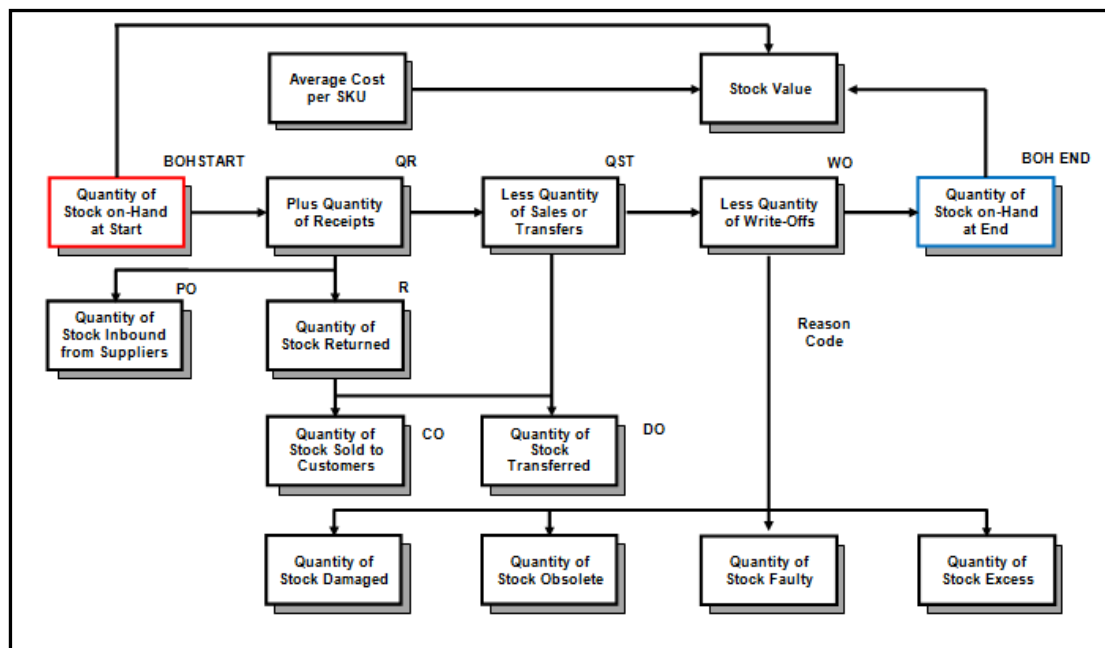 Average Cost
per SKU
Stock Value
BOH START
QR
QST
WO
BOH END
Quantity of
Stock on-Hand
at Start
Plus Quantity
of Receipts
Less Quantity
of Sales or
Transfers
Less Quantity
of Write-Offs
Quantity of
Stock on-Hand
at End
PO
R
Quantity of
Stock Inbound
from Suppliers
Quantity of
Stock Returned
Reason
Code
Quantity of
Stock Sold to
Customers
CO
Quantity of
Stock
Transferred
DO
Quantity of
Stock Damaged
Quantity of
Stock Obsolete
Quantity of
Stock Faulty
Quantity of
Stock Excess